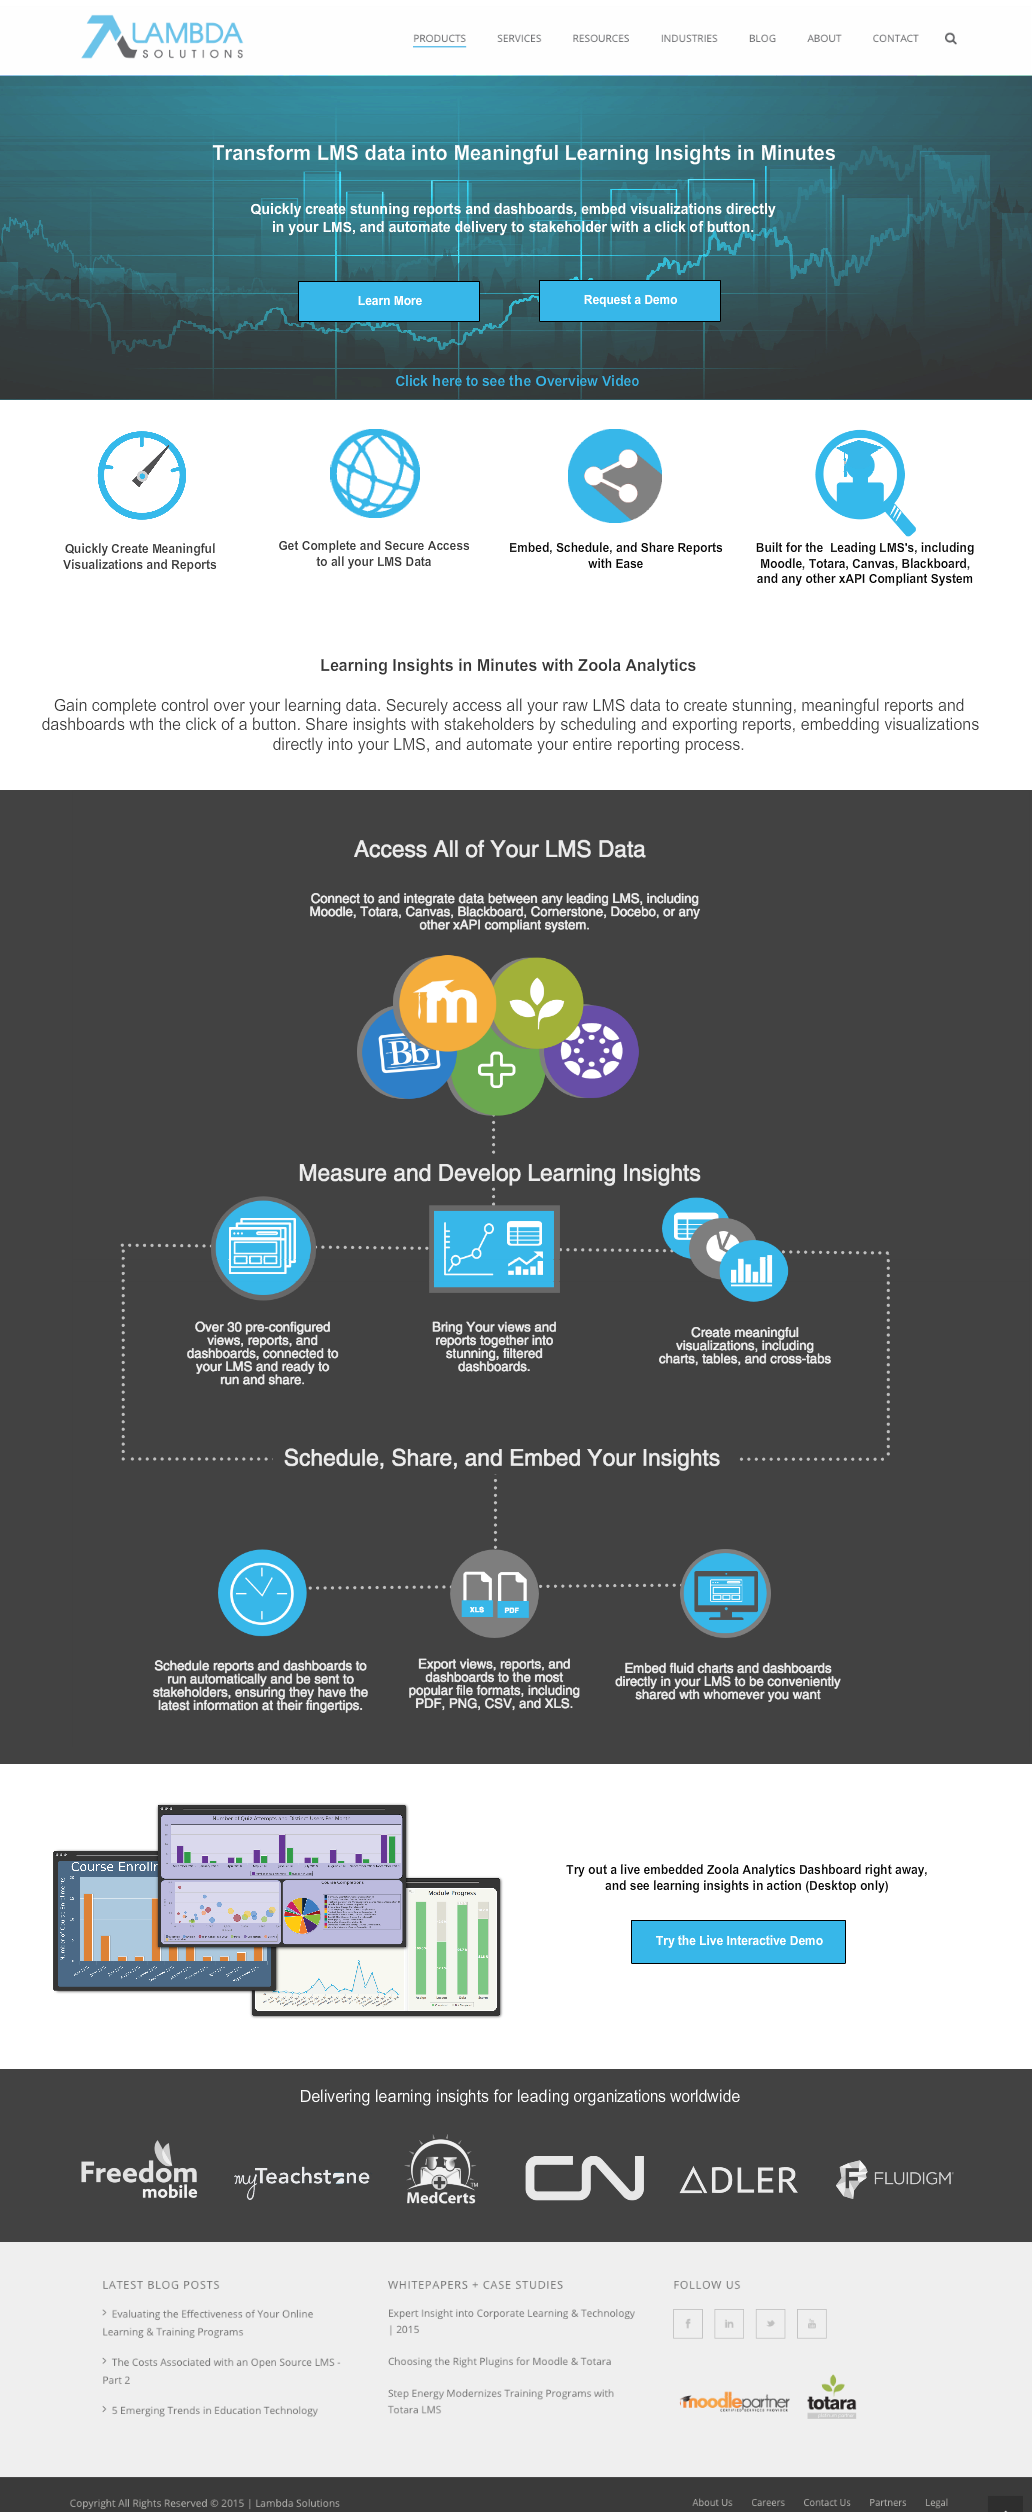 LAMBDA
SOLUTIONS
PRODUCTS SERVICES RESOURCES INDUSTRIES BLOG ABOUT CONTACT
Transform LMS data into Meaningful Learning Insights in Minutes
Quickly create stunning reports and dashboards, embed visualizations directly
in your LMS, and automate delivery to stakeholder with a click of button.
Learn More
Request a Demo
Click here to see the Overview Video
Quickly Create Meaningful
Visualizations and Reports
Get Complete and Secure Access
to all your LMS Data
Embed, Schedule, and Share Reports
with Ease
Built for the Leading LMS's, including
Moodle, Totara, Canvas, Blackboard,
and any other xAPI Compliant System
Learning Insights in Minutes with Zoola Analytics
Gain complete control over your learning data. Securely access all your raw LMS data to create stunning, meaningful reports and
dashboards wth the click of a button. Share insights with stakeholders by scheduling and exporting reports, embedding visualizations
directly into your LMS, and automate your entire reporting process.
Access All of Your LMS Data
Connect to and integrate data between any leading LMS, including
Moodle, Totara, Canvas, Blackboard, Cornerstone, Docebo, or any
other xAPI compliant system.
m
Bb
Measure and Develop Learning Insights
Over 30 pre-configured
views, reports, and
dashboards, connected to
your LMS and ready to
run and share.
Bring Your views and
reports together into
stunning, filtered
dashboards.
Create meaningful
visualizations, including
charts, tables, and cross-tabs
Schedule, Share, and Embed Your Insights
XLS PDF
Schedule reports and dashboards to
run automatically and be sent to
stakeholders, ensuring they have the
latest information at their fingertips.
Export views, reports, and
dashboards to the most
popular file formats, including
PDF, PNG, CSV, and XLS.
Embed fluid charts and dashboards
directly in your LMS to be conveniently
shared wth whomever you want
Number of Quiz Attempts and Distinct Users Per Month
Course Enrollm
Number of Course Enrolments
Course Completions
Module Progress
Try out a live embedded Zoola Analytics Dashboard right away,
and see learning insights in action (Desktop only)
Try the Live Interactive Demo
Delivering learning insights for leading organizations worldwide
Freedom
mobile
myTeachstone
MedCerts
CN
ADLER
F FLUIDIGM
LATEST BLOG POSTS
Evaluating the Effectiveness of Your Online
Learning & Training Programs
The Costs Associated with an Open Source LMS -
Part 2
5 Emerging Trends in Education Technology
WHITEPAPERS + CASE STUDIES
Expert Insight into Corporate Learning & Technology
| 2015
Choosing the Right Plugins for Moodle & Totara
Step Energy Modernizes Training Programs with
Totara LMS
FOLLOW US
moodlepartner
CERTIFIED SERVICES PROVIDER
totara
Copyright All Rights Reserved © 2015 | Lambda Solutions
About Us Careers Contact Us Partners Legal